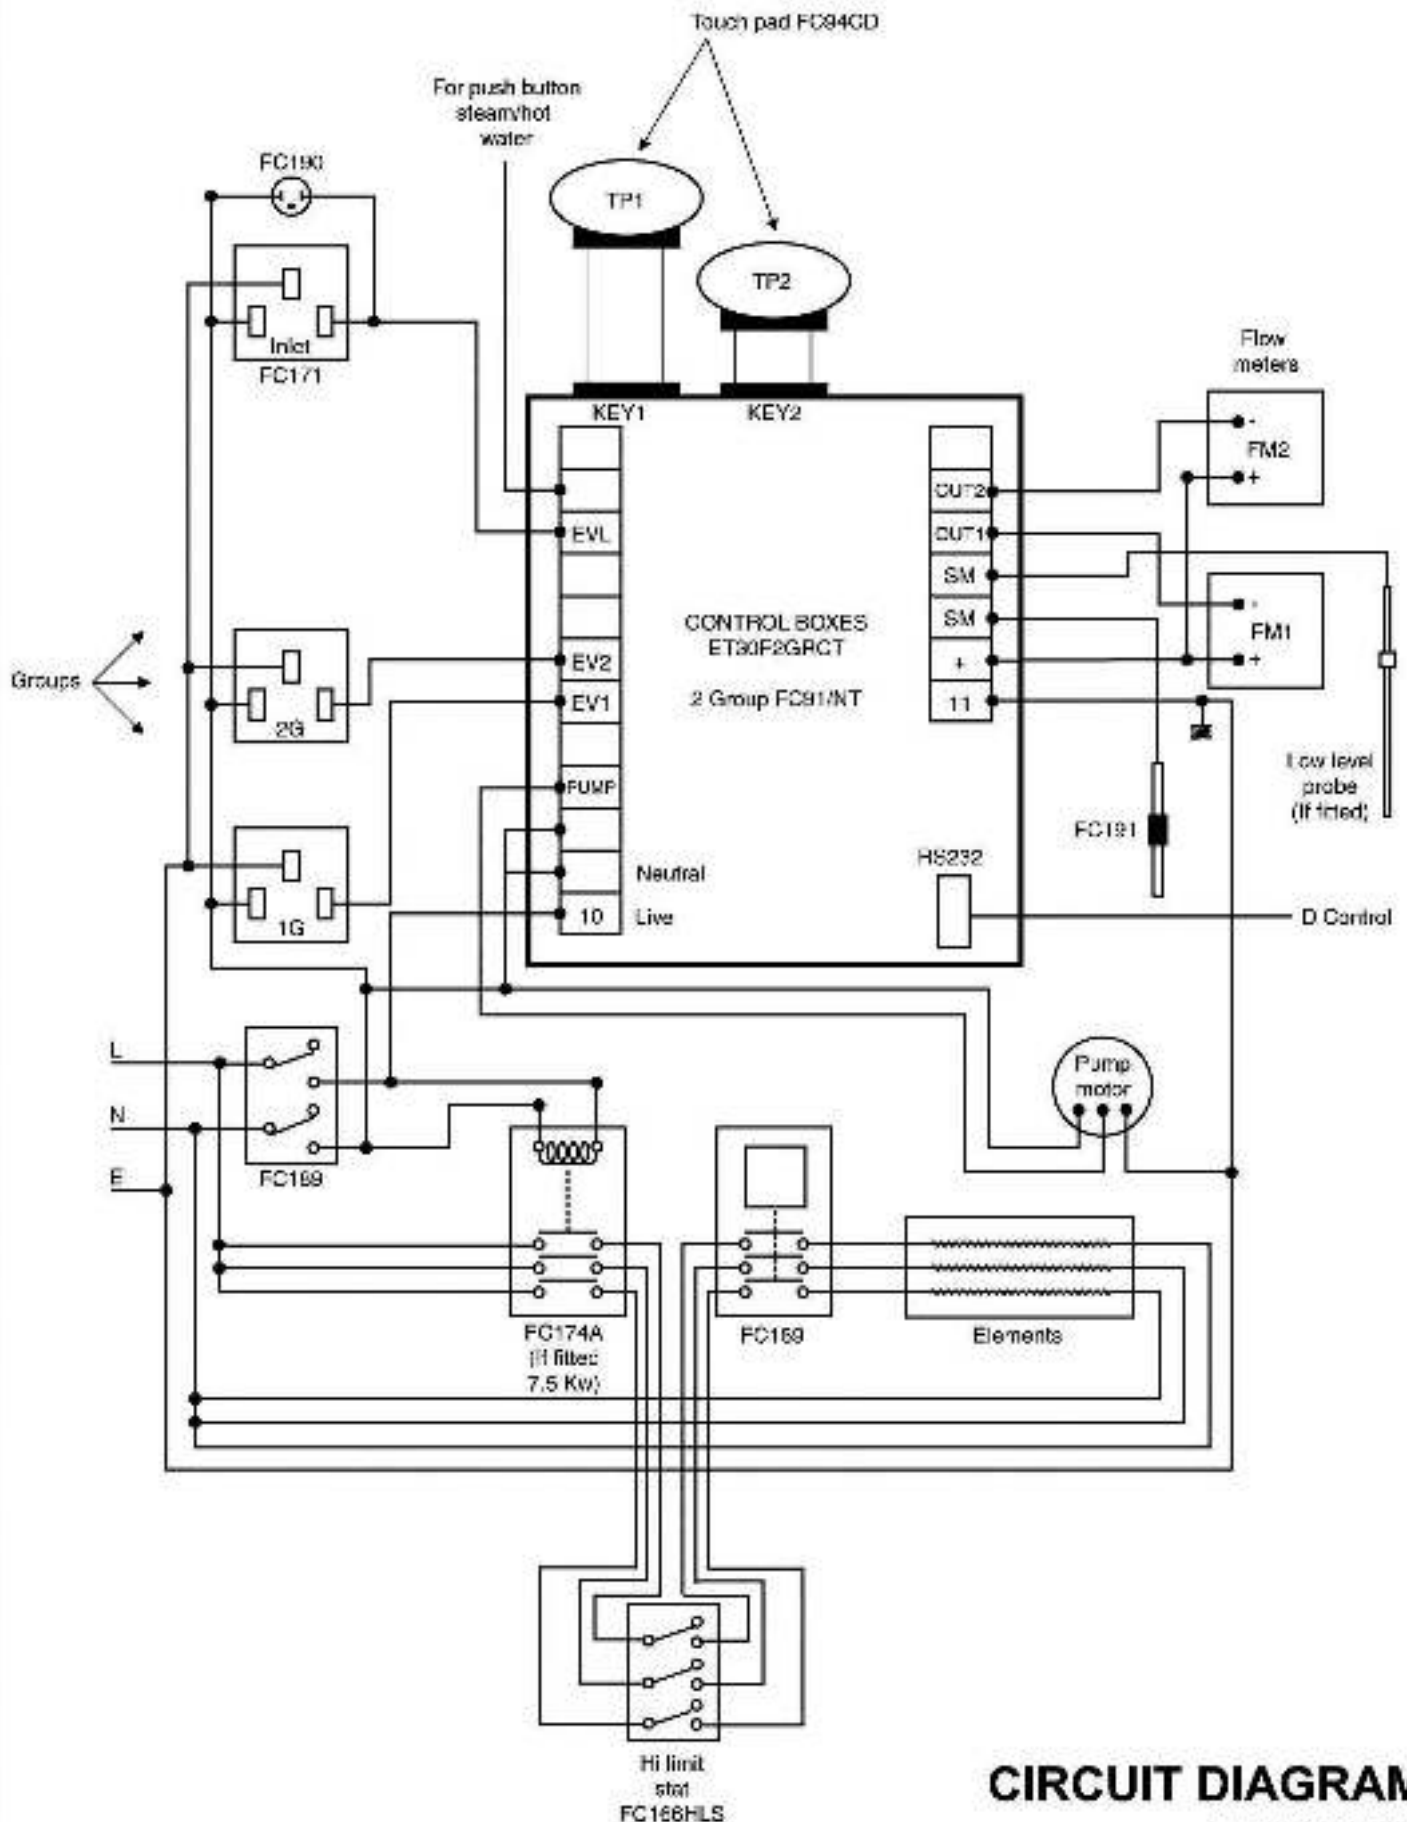 Touch pad FC94CD
For push button
steam/hot
water
FC190
TP1
TP2
Inlet
FC171
Flow
meters
KEY1
KEY2
-
FM2
+
OUT2
EVL
OUT1
SM
-
FM1
+
SM
CONTROL BOXES
ET30F2GRCT
2 Group FC91/NT
Groups
EV2
+
EV1
11
2G
Low level
probe
(If fitted)
PUMP
FC191
RS232
Neutral
10
Live
D Control
1G
L
N
E
FC189
Pump
motor
FC174A
(If fitted
7.5 Kw)
FC169
Elements
Hi limit
stat
FC166HLS
CIRCUIT DIAGRAM